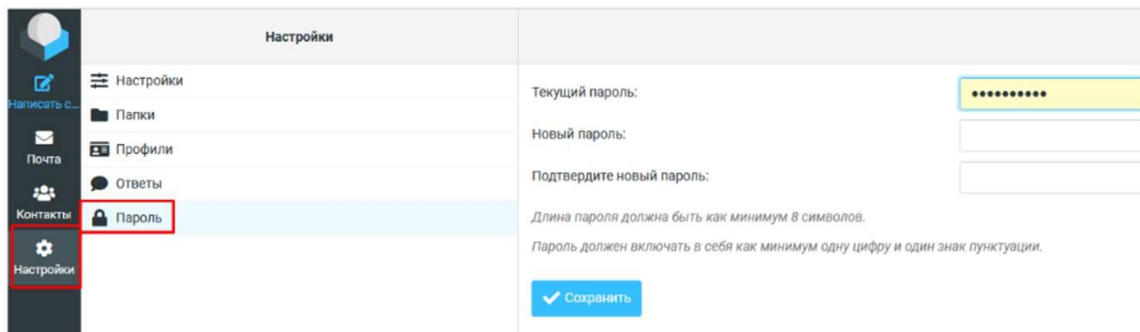 Настройки
Написать с...
Почта
Контакты
Настройки
Настройки
Папки
Профили
Ответы
Пароль
Текущий пароль:
Новый пароль:
Подтвердите новый пароль:
Длина пароля должна быть как минимум 8 символов.
Пароль должен включать в себя как минимум одну цифру и один знак пунктуации.
Сохранить